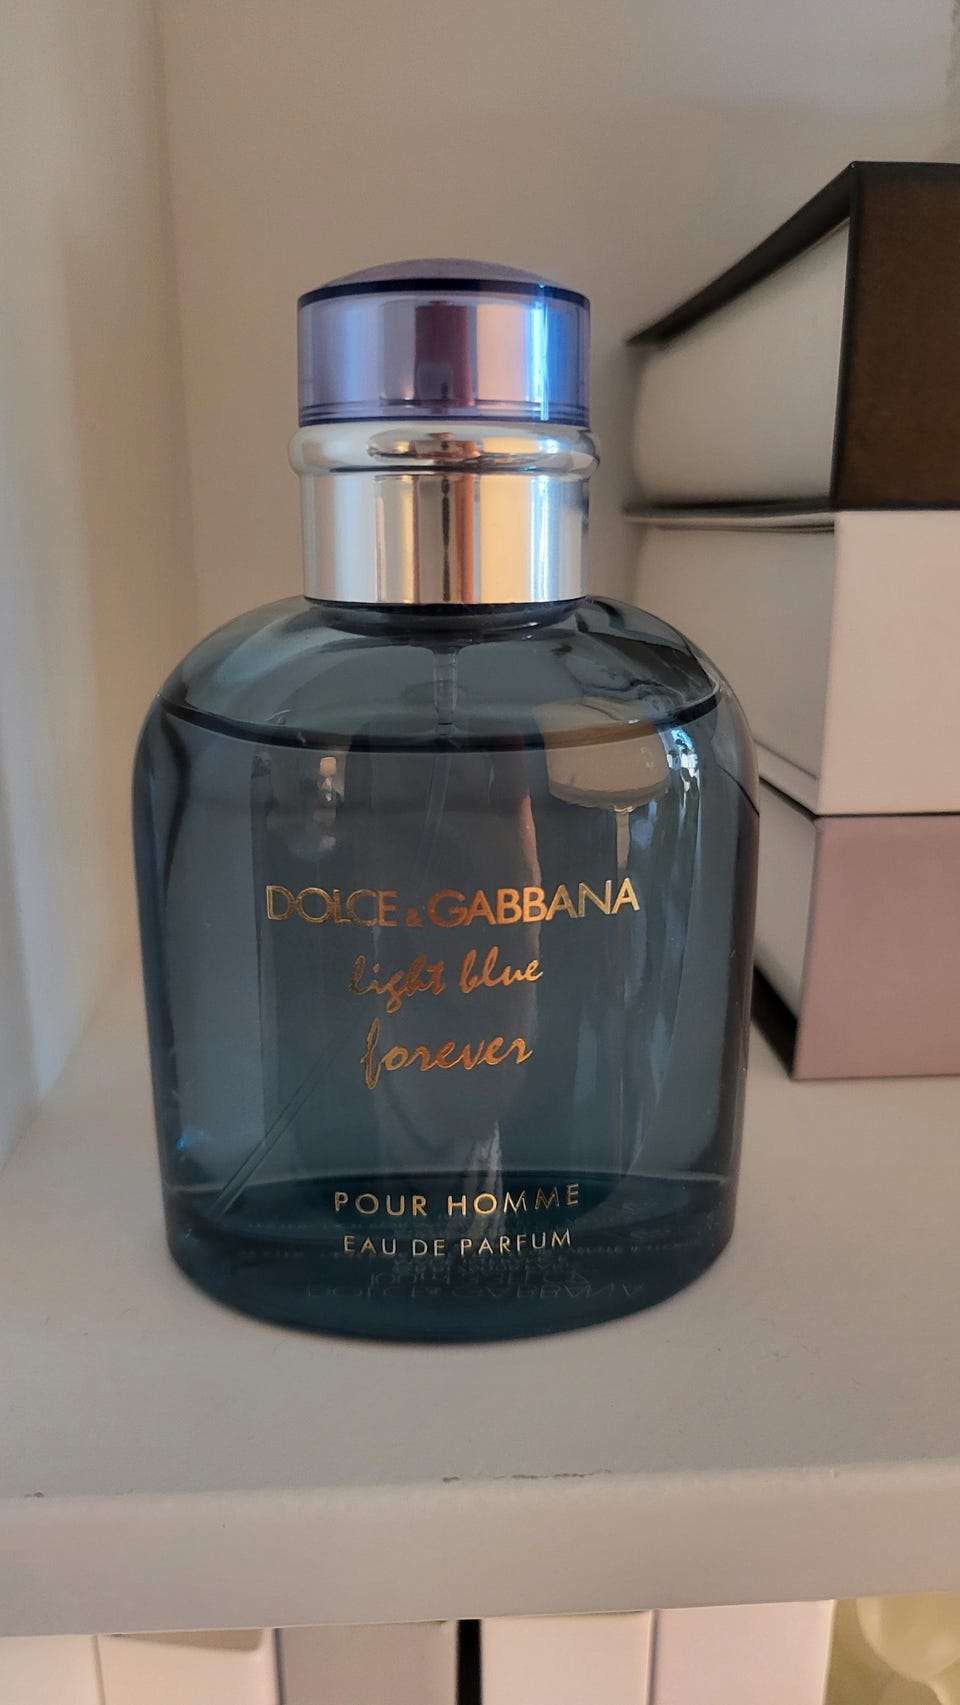 DOLCE & GABBANA
light blue
forever
POUR HOMME
EAU DE PARFUM